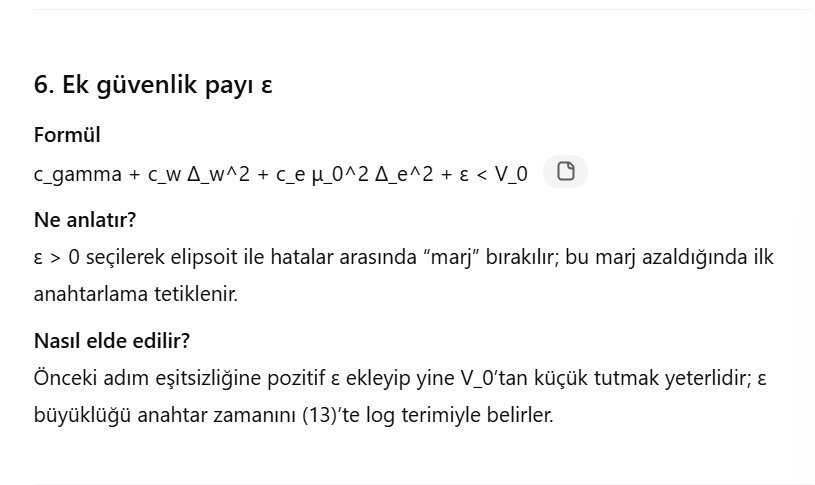 6. Ek güvenlik payı ε
Formül
c_gamma + c_w Δ_w^2 + c_e µ_0^2 Δ_e^2 + ε < V_0
Ne anlatır?
ε > 0 seçilerek elipsoit ile hatalar arasında “marj” bırakılır; bu marj azaldığında ilk
anahtarlama tetiklenir.
Nasıl elde edilir?
Önceki adım eşitsizliğine pozitif ε ekleyip yine V_0’tan küçük tutmak yeterlidir; ε
büyüklüğü anahtar zamanını (13)’te log terimiyle belirler.